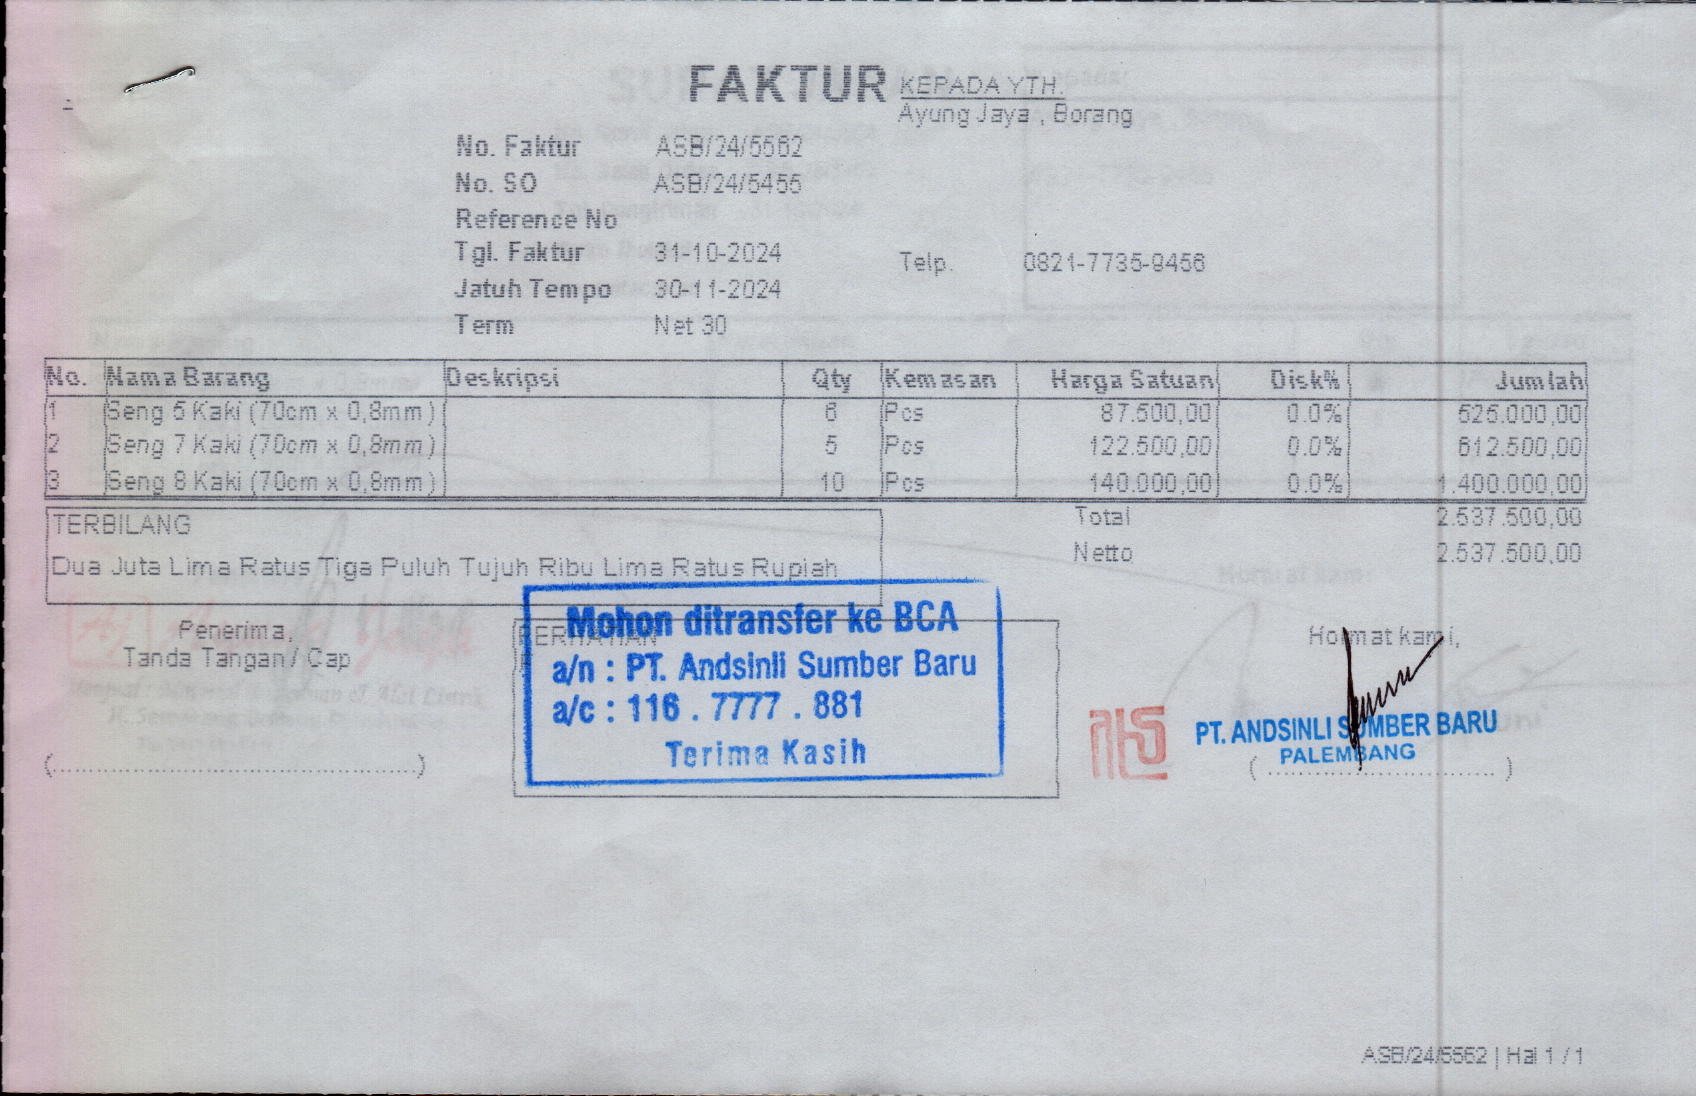 FAKTUR
KEPADA YTH.
Ayung Jaya , Borang
No. Faktur ASB/24/5562
No. SO ASB/24/5455
Reference No
Tgl. Faktur 31-10-2024
Telp. 0821-7735-9456
Jatuh Tempo 30-11-2024
Term Net 30
No. Nama Barang Deskripsi Qty Kemasan Harga Satuan Disk% Jumlah
1 Seng 5 Kaki (70cm x 0,8mm) 6 Pcs 87.500,00 0.0% 525.000,00
2 Seng 7 Kaki (70cm x 0,8mm) 5 Pcs 122.500,00 0.0% 612.500,00
3 Seng 8 Kaki (70cm x 0,8mm) 10 Pcs 140.000,00 0.0% 1.400.000,00
TERBILANG
Total 2.537.500,00
Netto 2.537.500,00
Dua Juta Lima Ratus Tiga Puluh Tujuh Ribu Lima Ratus Rupiah
Penerima,
Tanda Tangan / Cap
(........................................)
PERHATIAN
Mohon ditransfer ke BCA
a/n : PT. Andsinli Sumber Baru
a/c : 116 . 7777 . 881
Terima Kasih
Hormat kami,
PT. ANDSINLI SUMBER BARU
PALEMBANG
( ............................ )
ASB/24/5562 | Hal 1 / 1